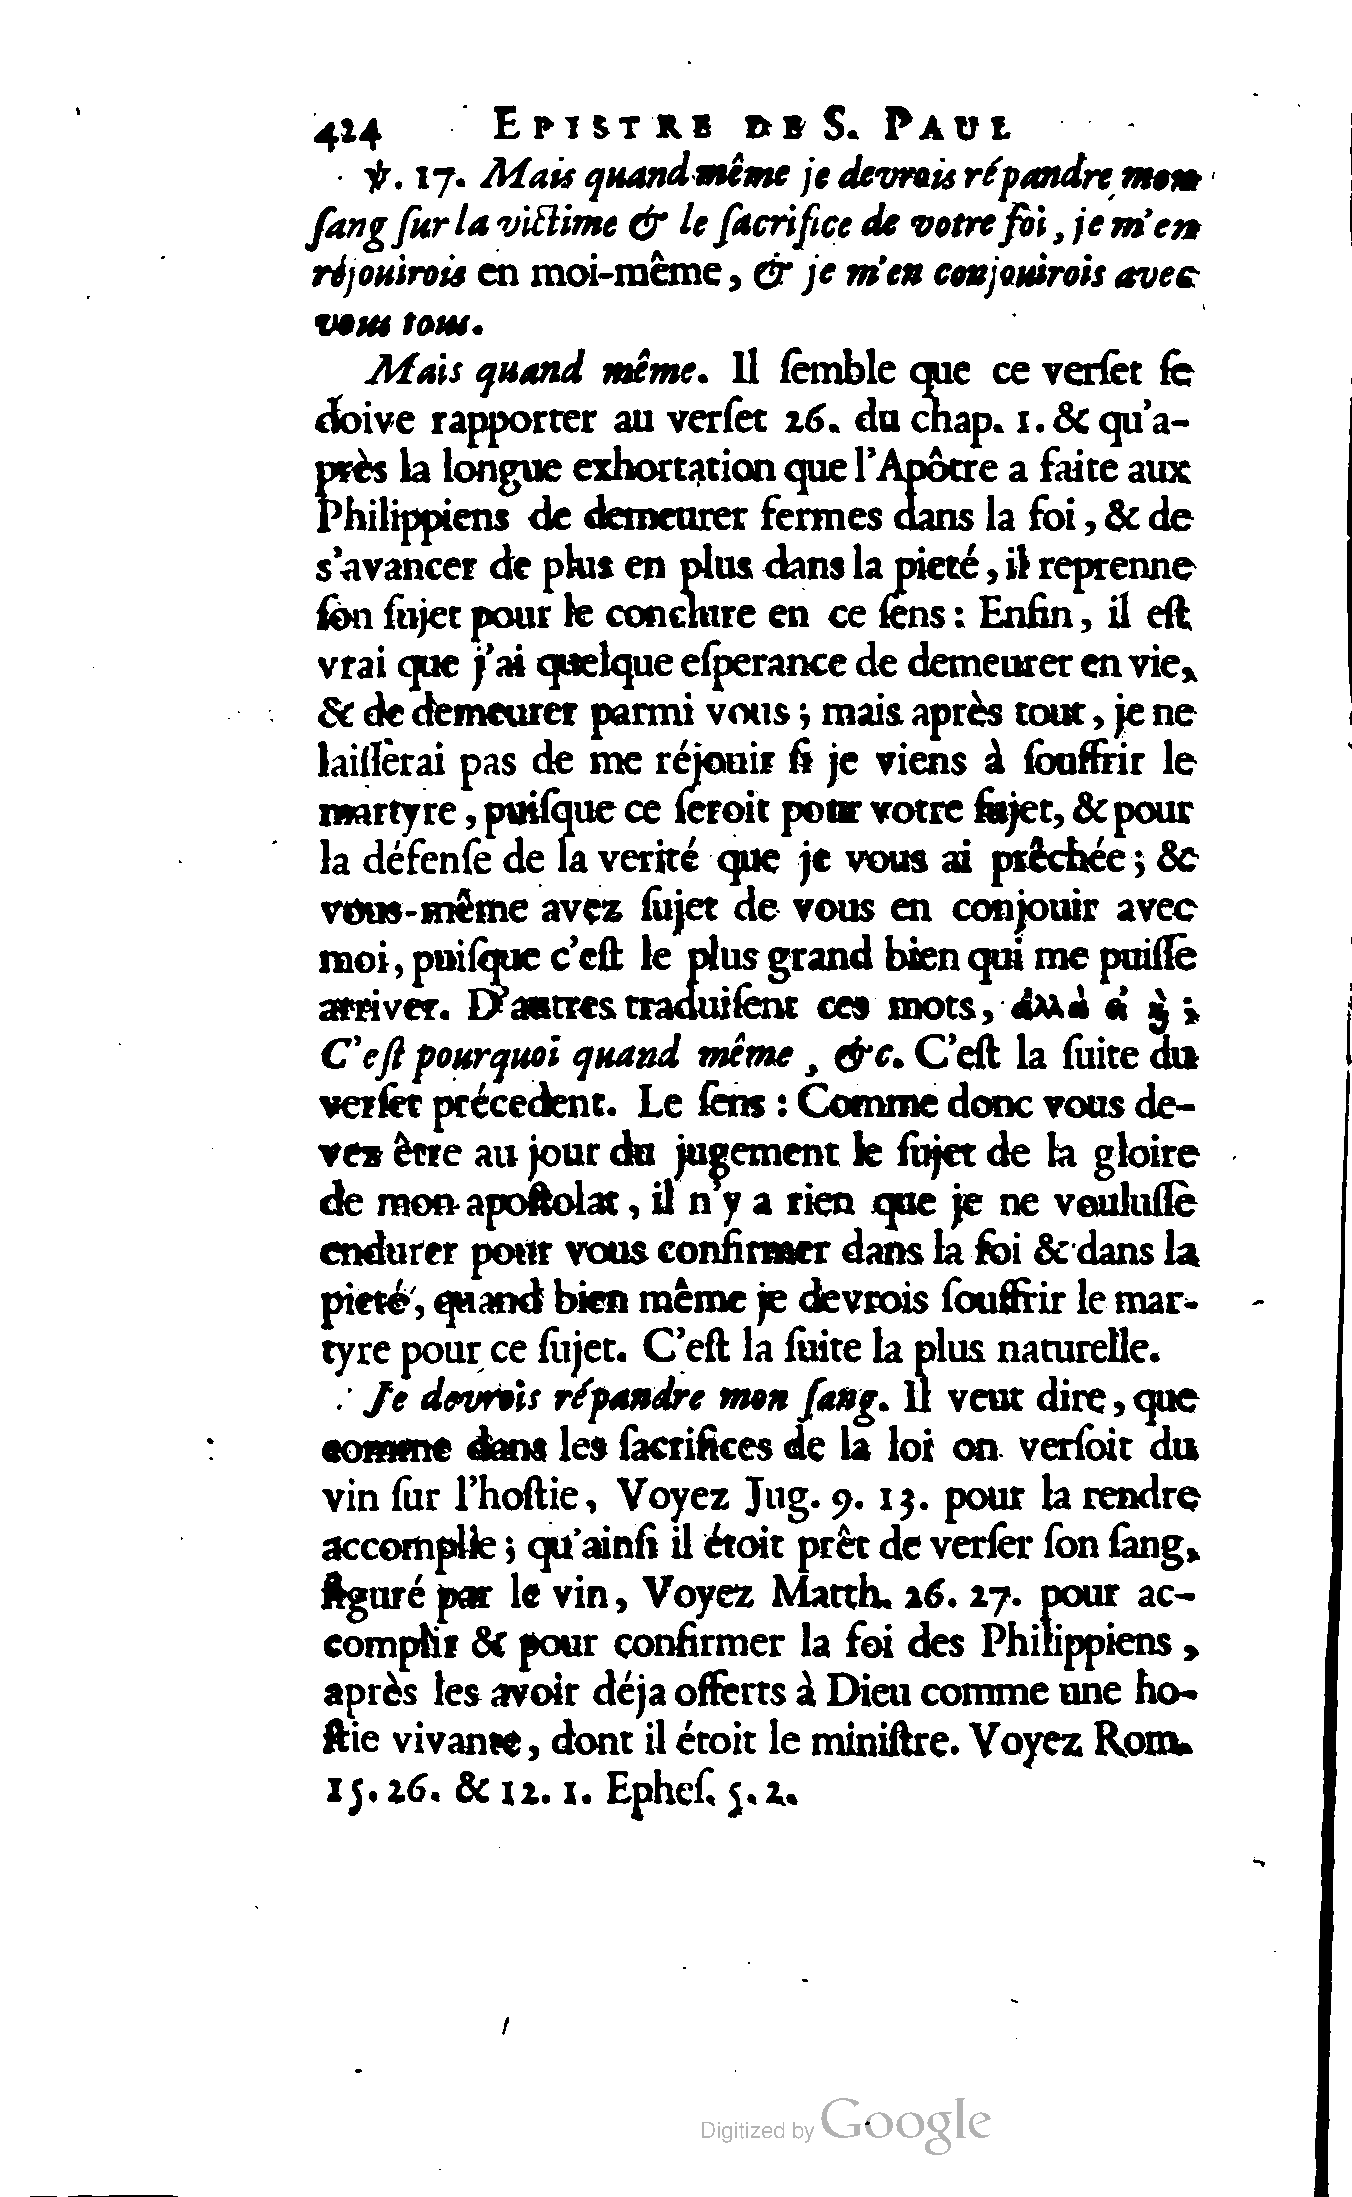 424 EPISTRE DE S. PAUL
℣. 17. Mais quand même je devrois répandre mon
ſang ſur la victime & le ſacrifice de votre foi, je m'en
réjouirois en moi-même, & je m'en conjouirois avec
vous tous.
Mais quand même. Il ſemble que ce verſet ſe
doive rapporter au verſet 26. du chap. 1. & qu'a-
près la longue exhortation que l'Apôtre a faite aux
Philippiens de demeurer fermes dans la foi, & de
s'avancer de plus en plus dans la pieté, il reprenne
ſon ſujet pour le conclure en ce ſens: Enfin, il eſt
vrai que j'ai quelque eſperance de demeurer en vie,
& de demeurer parmi vous; mais après tout, je ne
laiſſerai pas de me réjouir ſi je viens à ſouffrir le
martyre, puiſque ce ſeroit pour votre ſujet, & pour
la défenſe de la verité que je vous ai prêchée; &
vous-même avez ſujet de vous en conjouir avec
moi, puiſque c'eſt le plus grand bien qui me puiſſe
arriver. D'autres traduiſent ces mots,
C'eſt pourquoi quand même, &c. C'eſt la ſuite du
verſet précedent. Le ſens: Comme donc vous de-
vez être au jour du jugement le ſujet de la gloire
de mon apoſtolat, il n'y a rien que je ne vouluſſe
endurer pour vous confirmer dans la foi & dans la
pieté, quand bien même je devrois ſouffrir le mar-
tyre pour ce ſujet. C'eſt la ſuite la plus naturelle.
Je devrois répandre mon ſang. Il veut dire, que
comme dans les ſacrifices de la loi on verſoit du
vin ſur l'hoſtie, Voyez Jug. 9. 13. pour la rendre
accomplie; qu'ainſi il étoit prêt de verſer ſon ſang,
figuré par le vin, Voyez Matth. 26. 27. pour ac-
complir & pour confirmer la foi des Philippiens,
après les avoir déja offerts à Dieu comme une ho-
ſtie vivante, dont il étoit le miniſtre. Voyez Rom.
15. 26. & 12. 1. Epheſ. 5. 2.
Digitized by Google